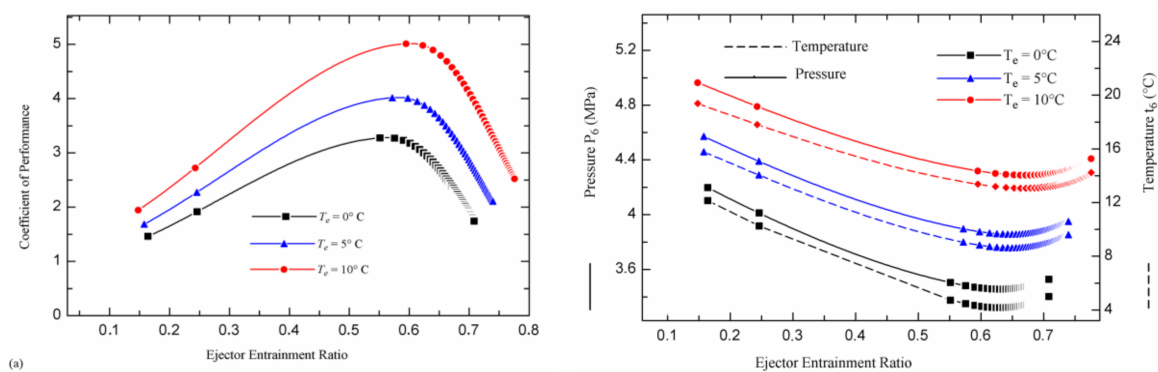 (a)
5
4
3
2
1
0
Coefficient of Perfomance
T_e = 0° C
T_e = 5° C
T_e = 10° C
0.1 0.2 0.3 0.4 0.5 0.6 0.7 0.8
Ejector Entrainment Ratio
5.2
4.8
4.4
4
3.6
Pressure P_6 (MPa)
Temperature
Pressure
T_e = 0°C
T_e = 5°C
T_e = 10°C
24
20
16
12
8
4
Temperature t_6 (°C)
0.1 0.2 0.3 0.4 0.5 0.6 0.7
Ejector Entrainment Ratio